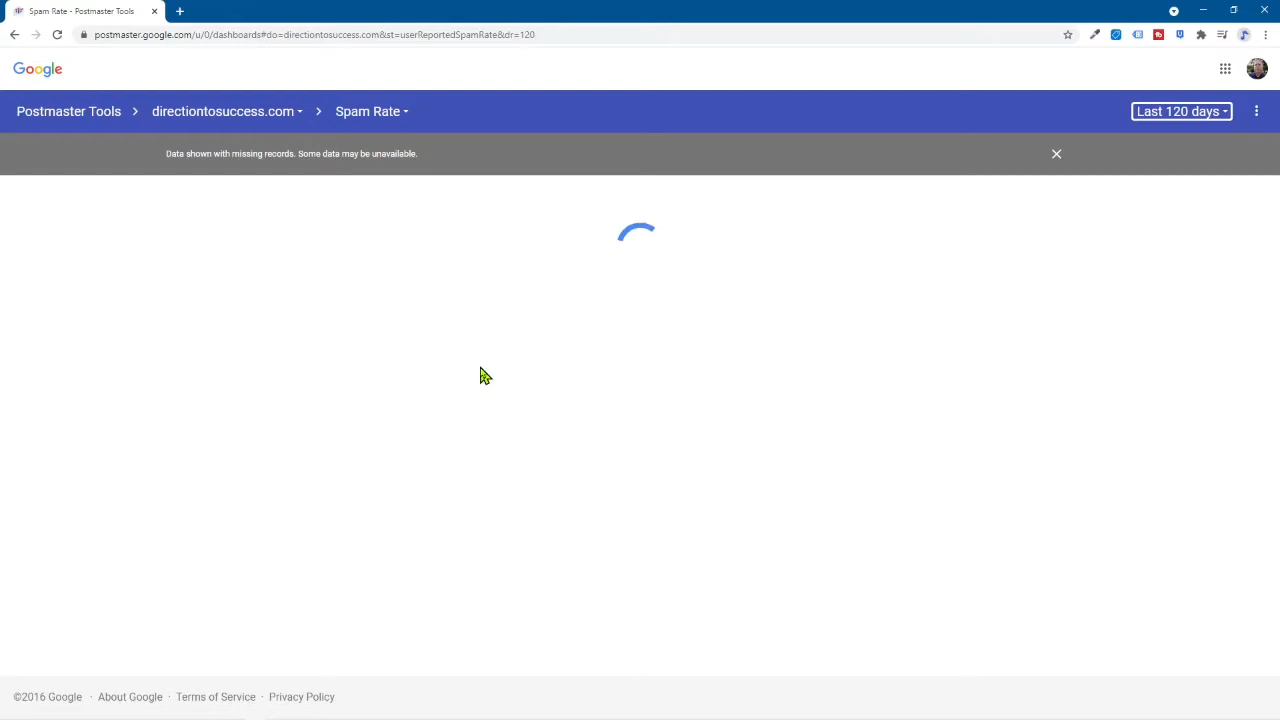 Spam Rate - Postmaster Tools
postmaster.google.com/u/0/dashboards#do=directiontosuccess.com&st=userReportedSpamRate&dr=120
Google
Postmaster Tools
directiontosuccess.com
Spam Rate
Last 120 days
Data shown with missing records. Some data may be unavailable.
©2016 Google · About Google · Terms of Service · Privacy Policy